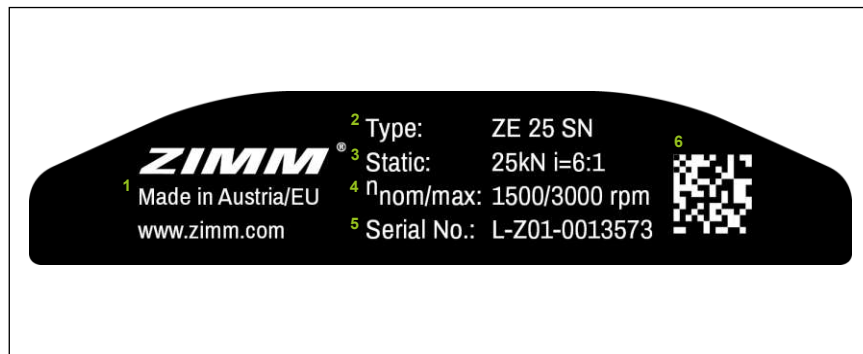 ZIMM®
1 Made in Austria/EU
www.zimm.com
2 Type: ZE 25 SN
3 Static: 25kN i=6:1
4 nnom/max: 1500/3000 rpm
5 Serial No.: L-Z01-0013573
6